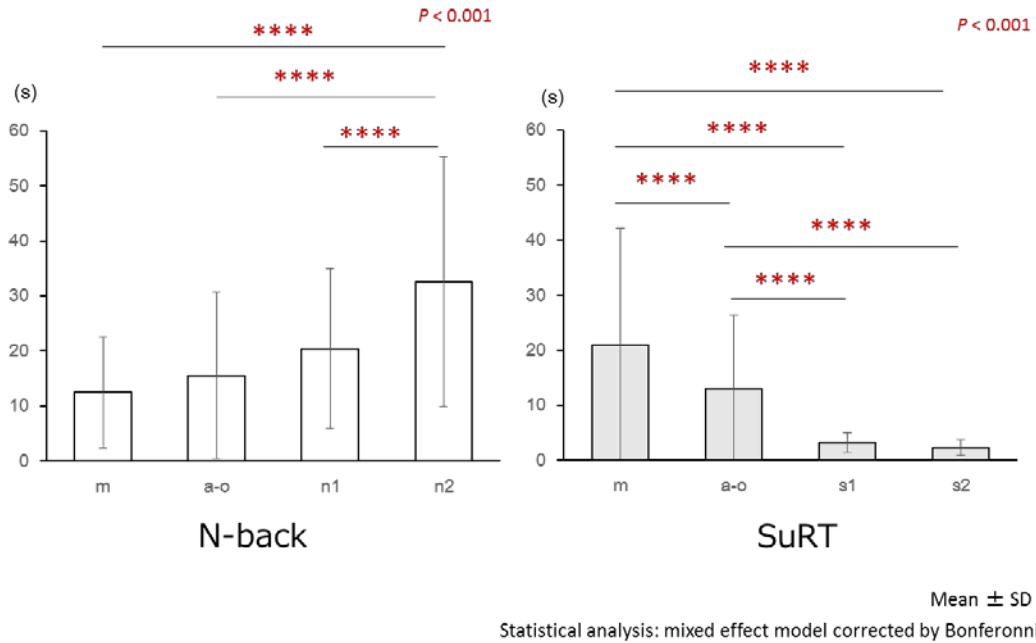 P < 0.001
****
****
(s)
****
60
50
40
30
20
10
0
m a-o n1 n2
N-back
P < 0.001
****
(s)
****
60
****
50
****
40
****
30
20
10
0
m a-o s1 s2
SuRT
Mean ± SD
Statistical analysis: mixed effect model corrected by Bonferonni